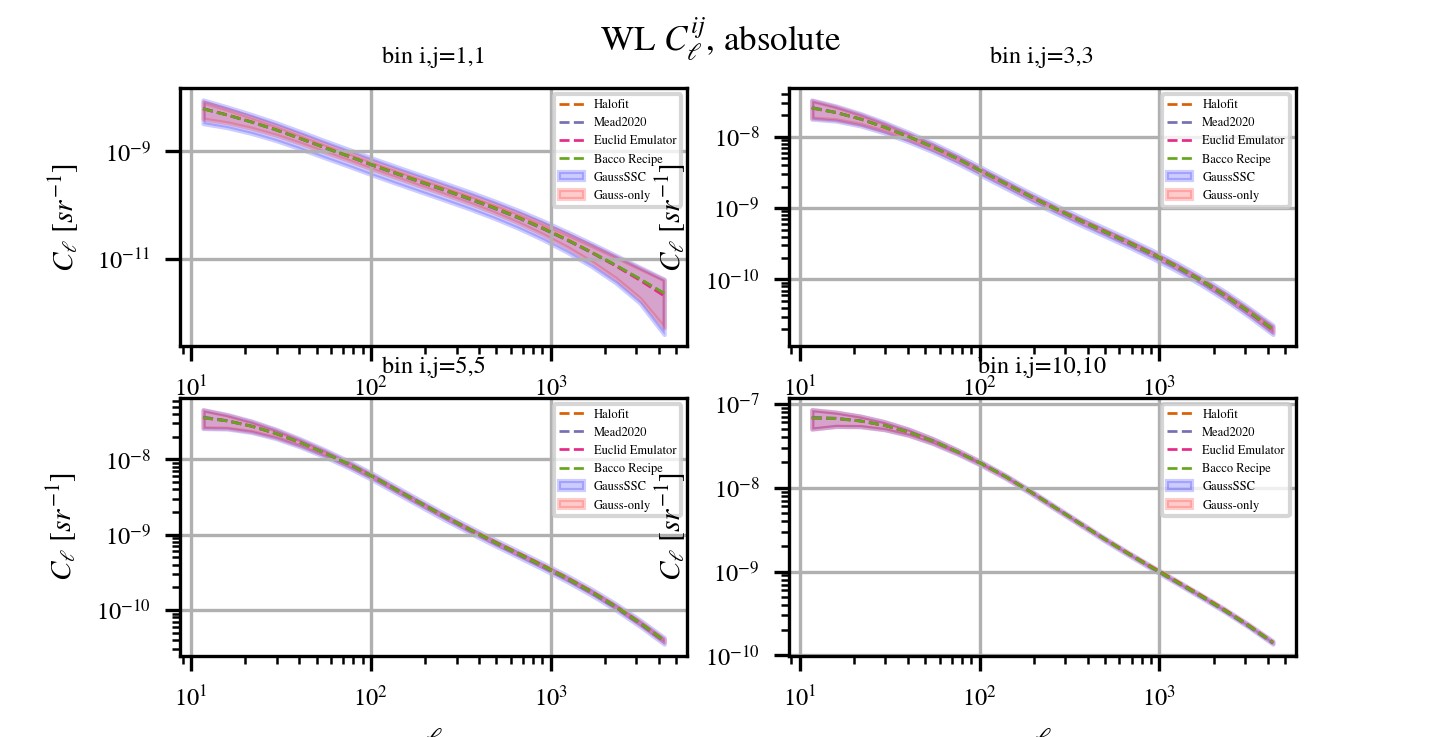 WL $C_\ell^{ij}$, absolute
bin i,j=1,1
$C_\ell$ [$sr^{-1}$]
$10^{-9}$
$10^{-11}$
$10^1$
$10^2$
$10^3$
Halofit
Mead2020
Euclid Emulator
Bacco Recipe
GaussSSC
Gauss-only
bin i,j=3,3
$C_\ell$ [$sr^{-1}$]
$10^{-8}$
$10^{-9}$
$10^{-10}$
$10^1$
$10^2$
$10^3$
Halofit
Mead2020
Euclid Emulator
Bacco Recipe
GaussSSC
Gauss-only
bin i,j=5,5
$C_\ell$ [$sr^{-1}$]
$10^{-8}$
$10^{-9}$
$10^{-10}$
$10^1$
$10^2$
$10^3$
$\ell$
Halofit
Mead2020
Euclid Emulator
Bacco Recipe
GaussSSC
Gauss-only
bin i,j=10,10
$C_\ell$ [$sr^{-1}$]
$10^{-7}$
$10^{-8}$
$10^{-9}$
$10^{-10}$
$10^1$
$10^2$
$10^3$
$\ell$
Halofit
Mead2020
Euclid Emulator
Bacco Recipe
GaussSSC
Gauss-only